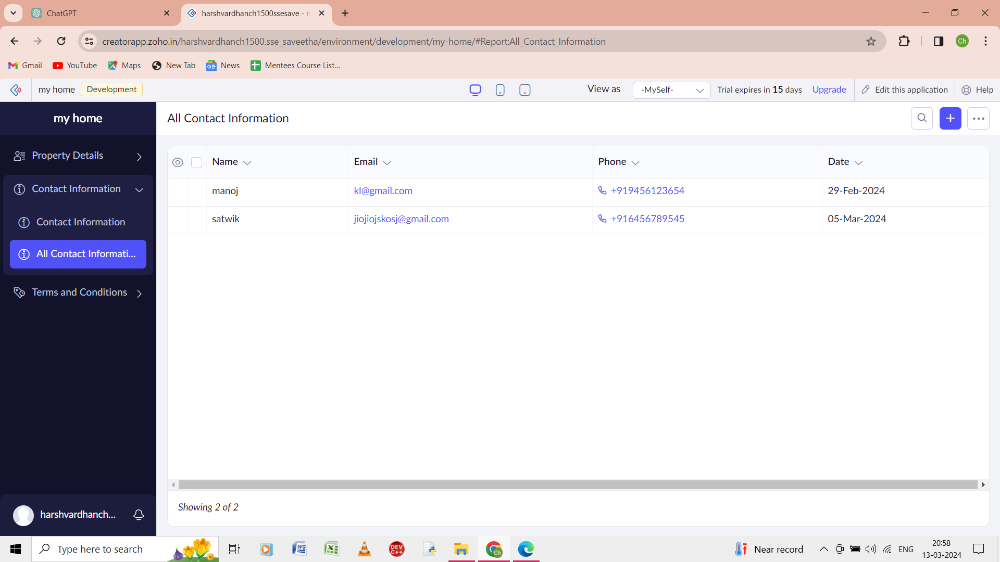 ChatGPT
harshvardhanch1500ssesave -
creatorapp.zoho.in/harshvardhanch1500.sse_saveetha/environment/development/my-home/#Report:All_Contact_Information
Ch
Gmail YouTube Maps New Tab News Mentees Course List...
my home Development View as -MySelf- Trial expires in 15 days Upgrade Edit this application Help
my home
All Contact Information
Property Details
Contact Information
Contact Information
All Contact Informati...
Terms and Conditions
Name Email Phone Date
manoj kl@gmail.com +919456123654 29-Feb-2024
satwik jiojiojskosj@gmail.com +916456789545 05-Mar-2024
Showing 2 of 2
harshvardhanch...
Type here to search
DEV C++
Ch
Near record
ENG
20:58
13-03-2024